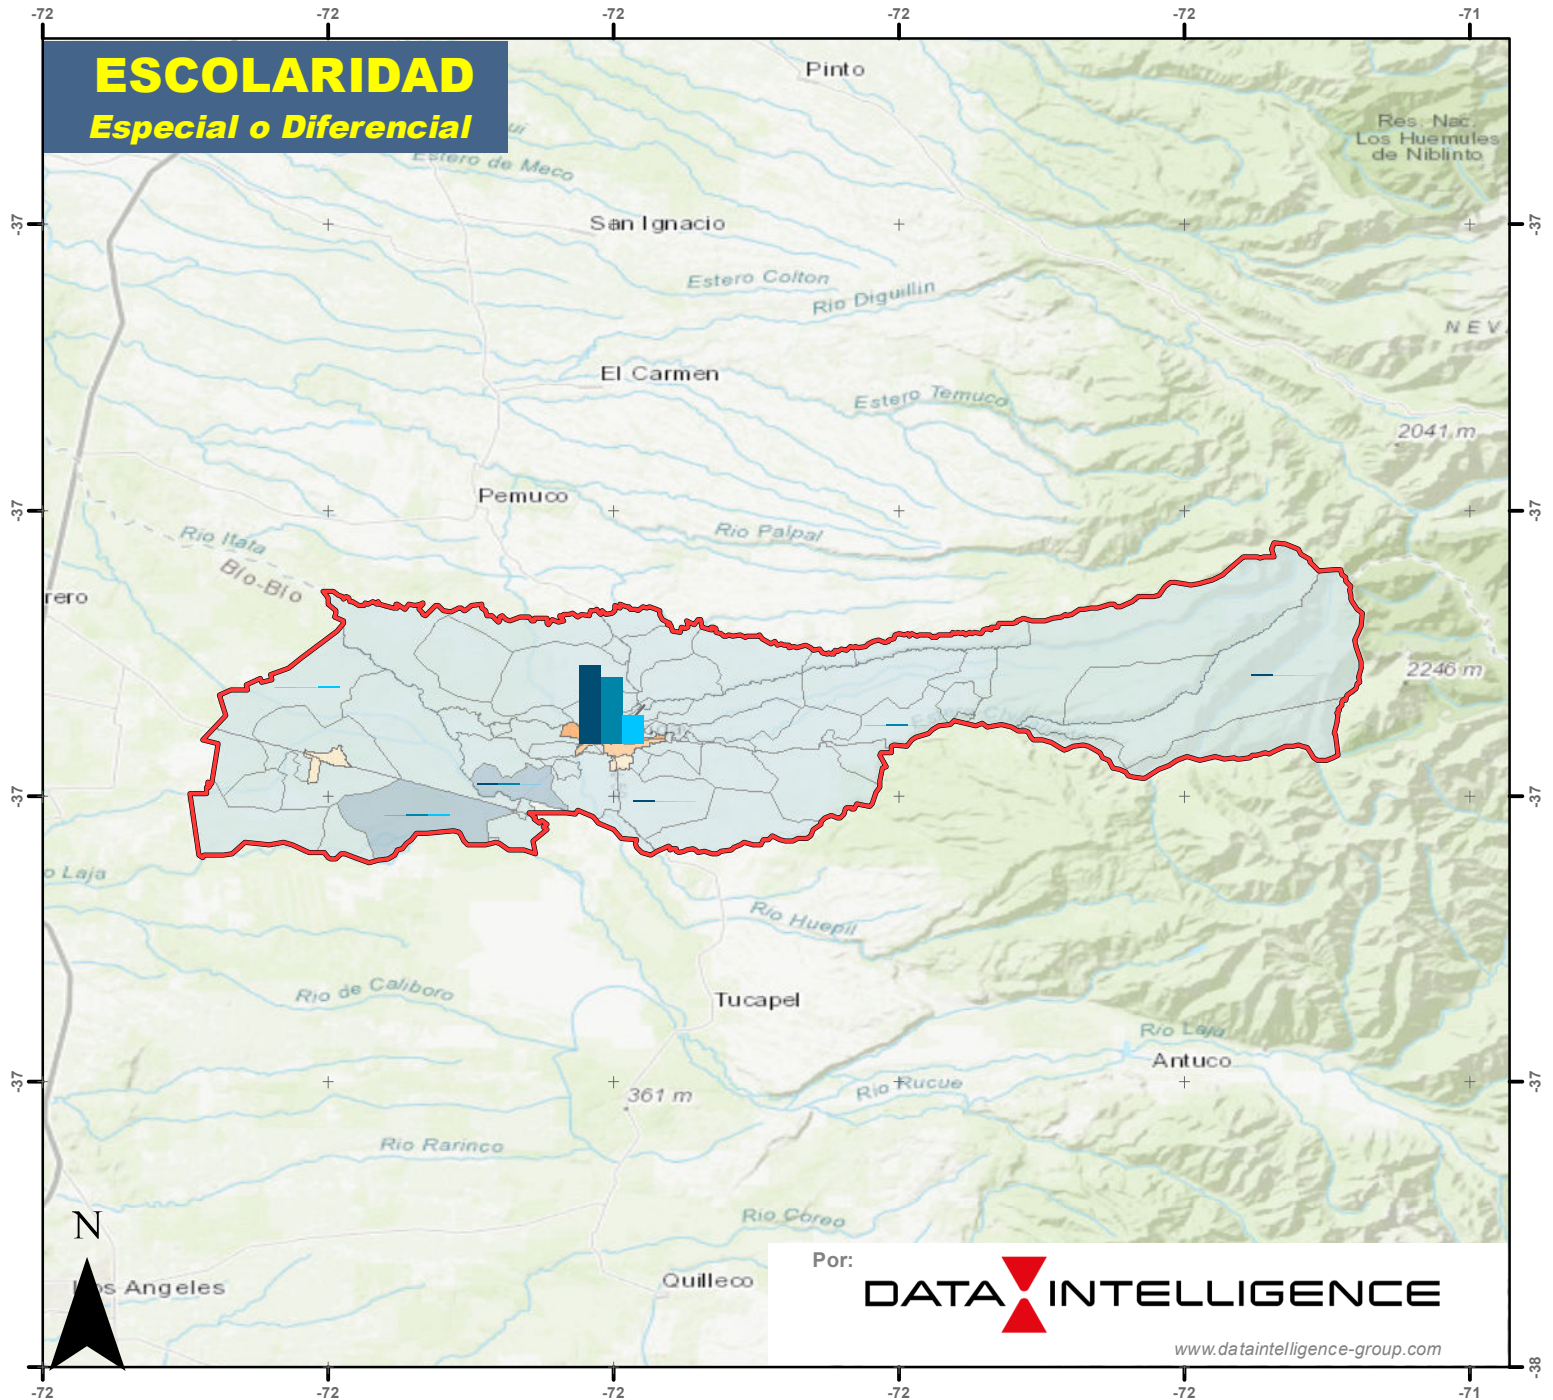 -72
-72
-72
-72
-72
-71
ESCOLARIDAD
Especial o Diferencial
Pinto
Res. Nac.
Los Huemules
de Niblinto
Estero de Meco
San Ignacio
-37
-37
Estero Colton
Rio Diguillin
NEV.
El Carmen
Estero Temuco
2041 m
Pemuco
-37
-37
Rio Itata
Rio Palpal
Bío-Bío
rero
2246 m
-37
-37
o Laja
Rio Huepil
Rio de Caliboro
Tucapel
Rio Laja
Antuco
-37
-37
Rio Rucue
361 m
Rio Rarinco
Rio Coreo
N
os Angeles
Quilleco
Por:
DATA INTELLIGENCE
www.dataintelligence-group.com
-38
-72
-72
-72
-72
-72
-71